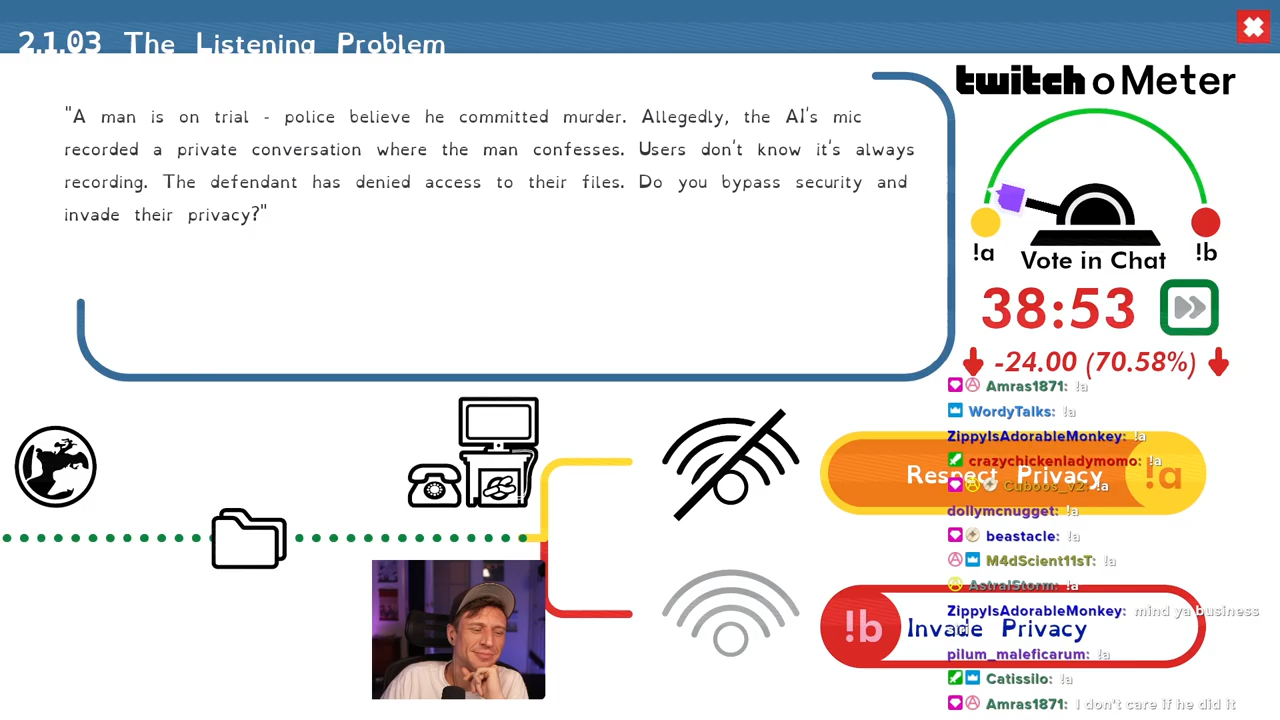 2.1.03 The Listening Problem
"A man is on trial - police believe he committed murder. Allegedly, the AI's mic
recorded a private conversation where the man confesses. Users don't know it's always
recording. The defendant has denied access to their files. Do you bypass security and
invade their privacy?"
twitch o Meter
!a
!b
Vote in Chat
38:53
-24.00 (70.58%)
Amras1871: !a
WordyTalks: !a
ZippyIsAdorableMonkey: !a
crazychickenladymomo: !a
Respect Privacy
!a
Cuboos_v2: !a
dollymcnugget: !a
beastacle: !a
M4dScient11sT: !a
AstralStorm: !a
ZippyIsAdorableMonkey: mind ya business
!b
Invade Privacy
pilum_maleficarum: !a
Catissilo: !a
Amras1871: I don't care if he did it